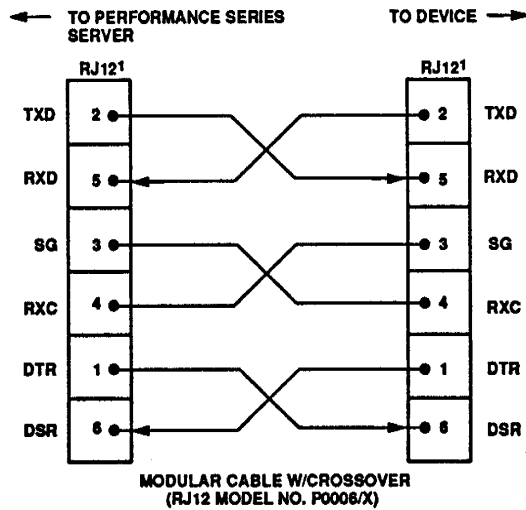 TO PERFORMANCE SERIES SERVER
TO DEVICE
RJ12¹ RJ12¹
TXD 2 2 TXD
RXD 5 5 RXD
SG 3 3 SG
RXC 4 4 RXC
DTR 1 1 DTR
DSR 6 6 DSR
MODULAR CABLE W/CROSSOVER
(RJ12 MODEL NO. P0006/X)